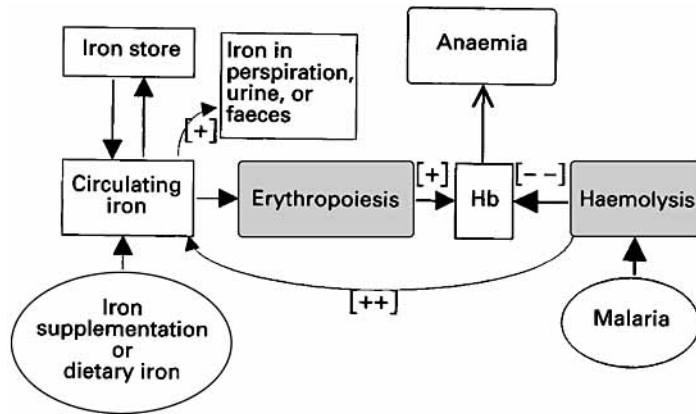 Iron store
Iron in
perspiration,
urine, or
faeces
Anaemia
[+]
Circulating
iron
Erythropoiesis
[+]
Hb
[- -]
Haemolysis
[++]
Iron
supplementation
or
dietary iron
Malaria